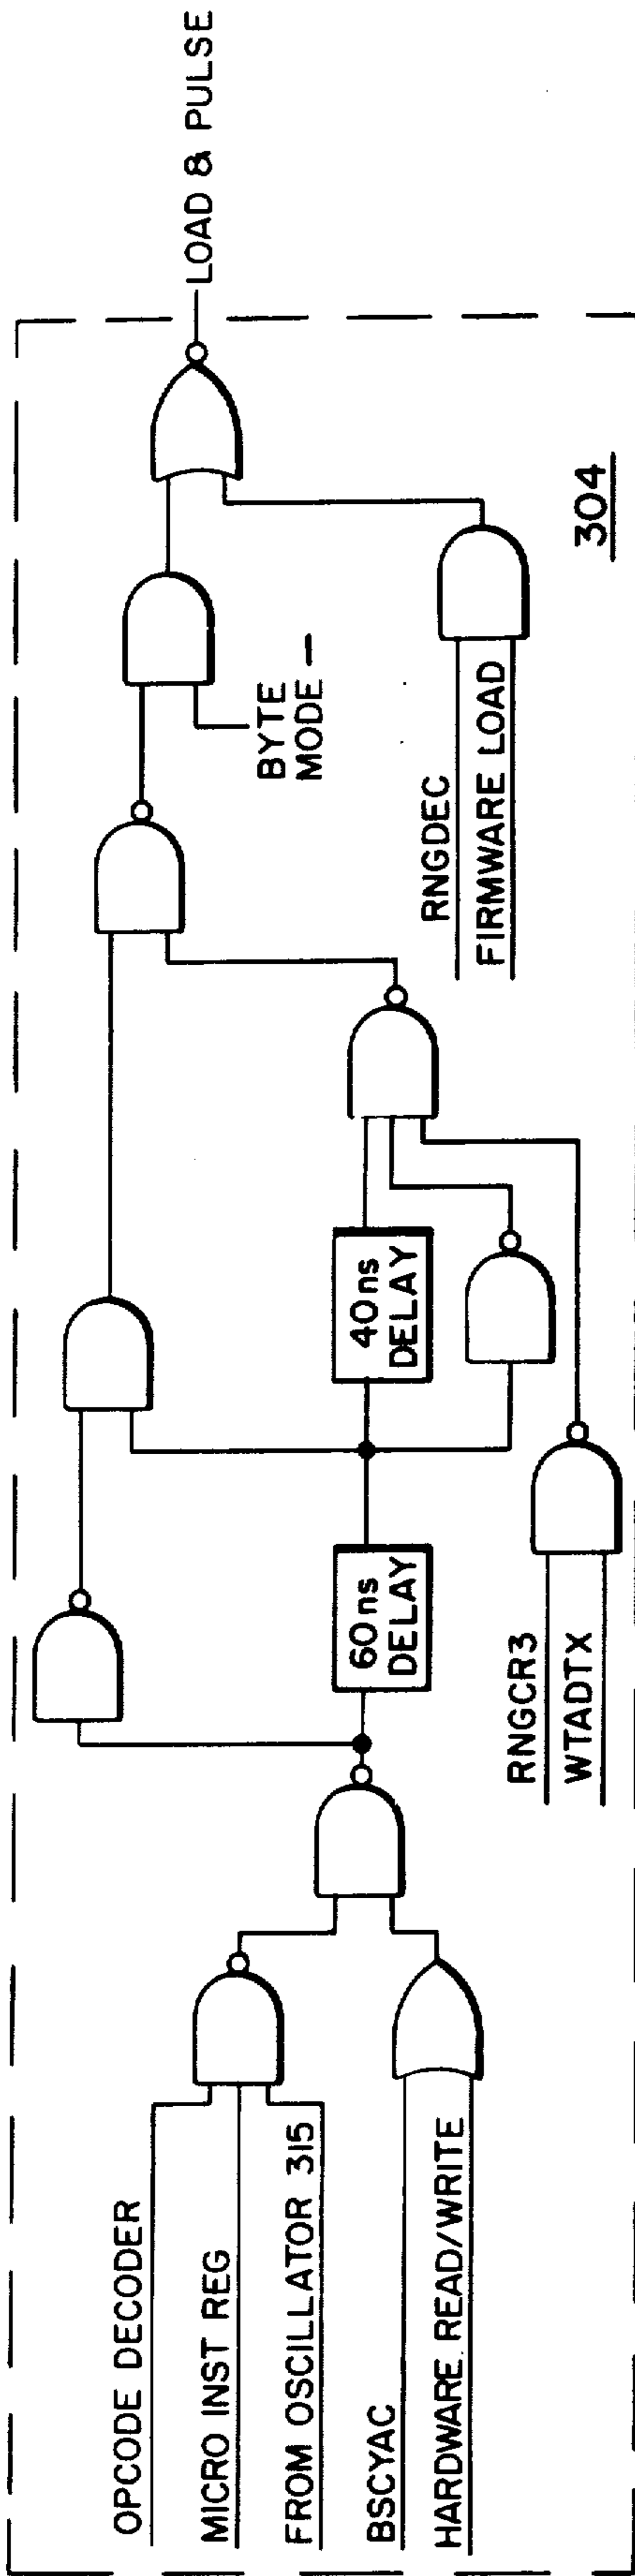 OPCODE DECODER
MICRO INST REG
FROM OSCILLATOR 315
BSCYAC
HARDWARE READ/WRITE
60ns
DELAY
40ns
DELAY
RNGCR3
WTADTX
BYTE
MODE –
RNGDEC
FIRMWARE LOAD
LOAD & PULSE
304